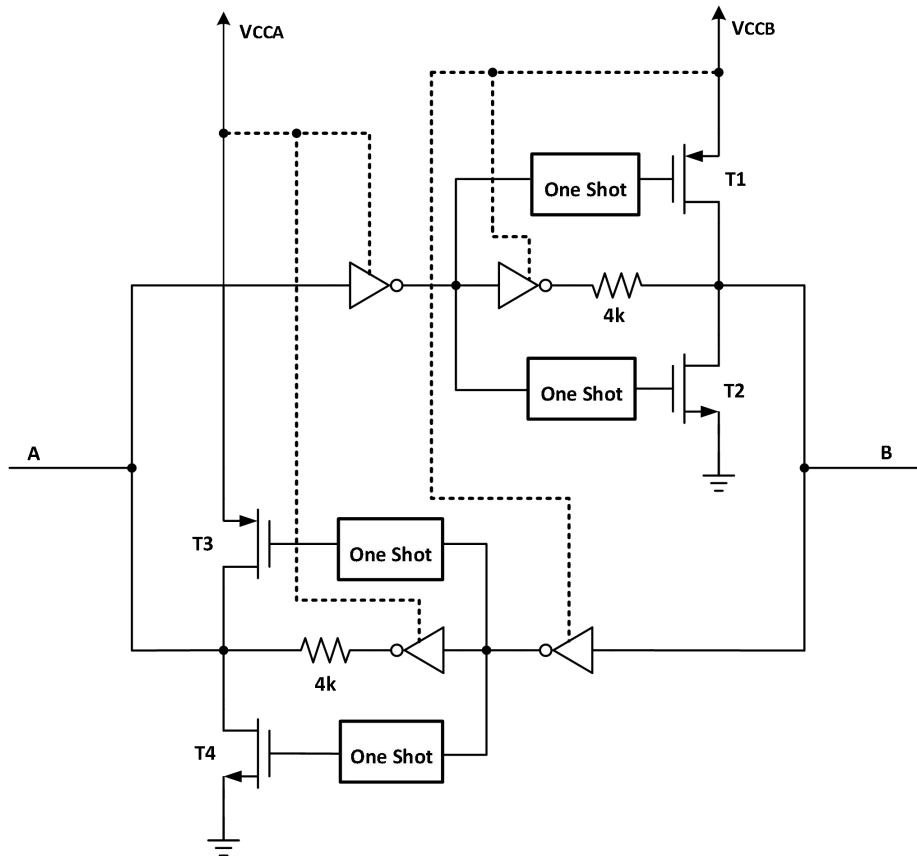 VCCA
VCCB
One Shot
T1
4k
One Shot
T2
A
B
T3
One Shot
4k
T4
One Shot